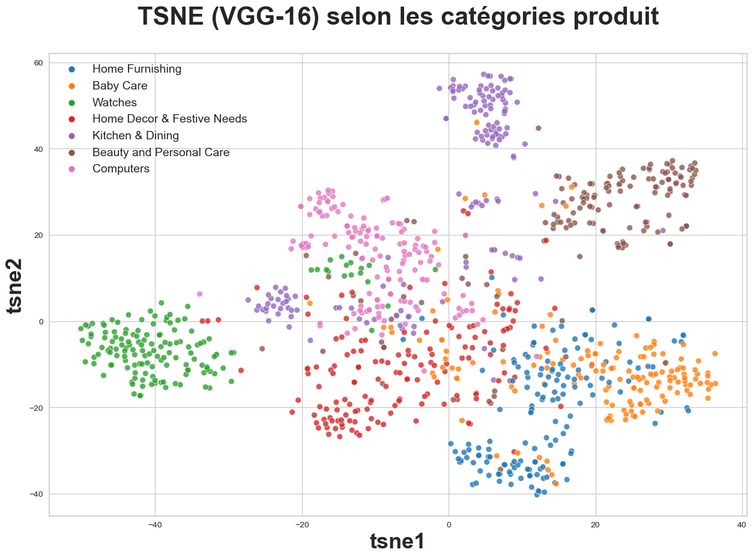 TSNE (VGG-16) selon les catégories produit
60
40
20
0
−20
−40
tsne2
Home Furnishing
Baby Care
Watches
Home Decor & Festive Needs
Kitchen & Dining
Beauty and Personal Care
Computers
−40
−20
0
20
40
tsne1